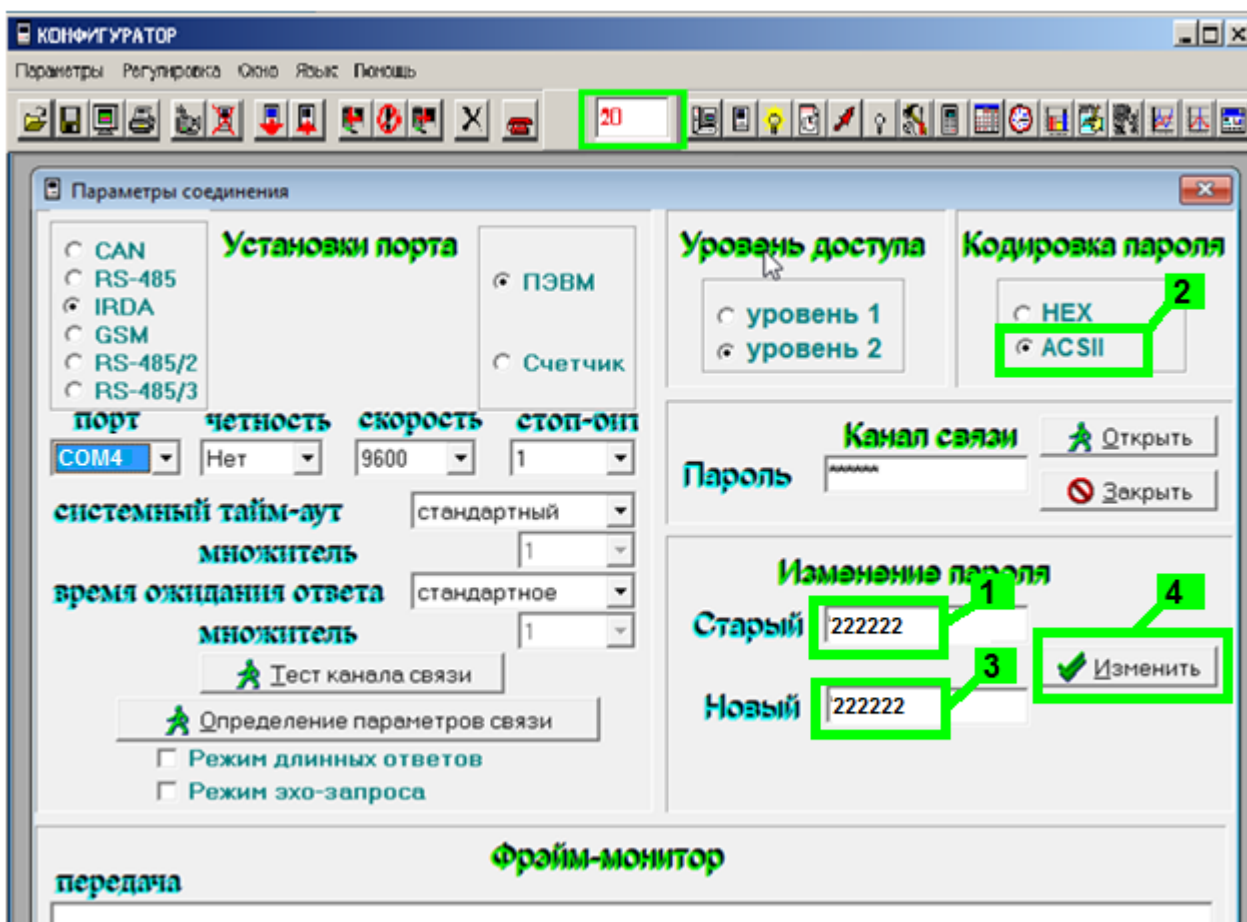 КОНФИГУРАТОР
Параметры Регулировка Окно Язык Помощь
20
Параметры соединения
Установки порта
CAN
RS-485
IRDA
GSM
RS-485/2
RS-485/3
ПЭВМ
Счетчик
порт четность скорость стоп-бит
COM4 Нет 9600 1
системный тайм-аут стандартный
множитель 1
время ожидания ответа стандартное
множитель 1
Тест канала связи
Определение параметров связи
Режим длинных ответов
Режим эхо-запроса
Уровень доступа
уровень 1
уровень 2
Кодировка пароля
2
HEX
ACSII
Канал связи
Открыть
Пароль ******
Закрыть
Изменение пароля
1
4
Старый 222222
Изменить
3
Новый 222222
Фрэйм-монитор
передача